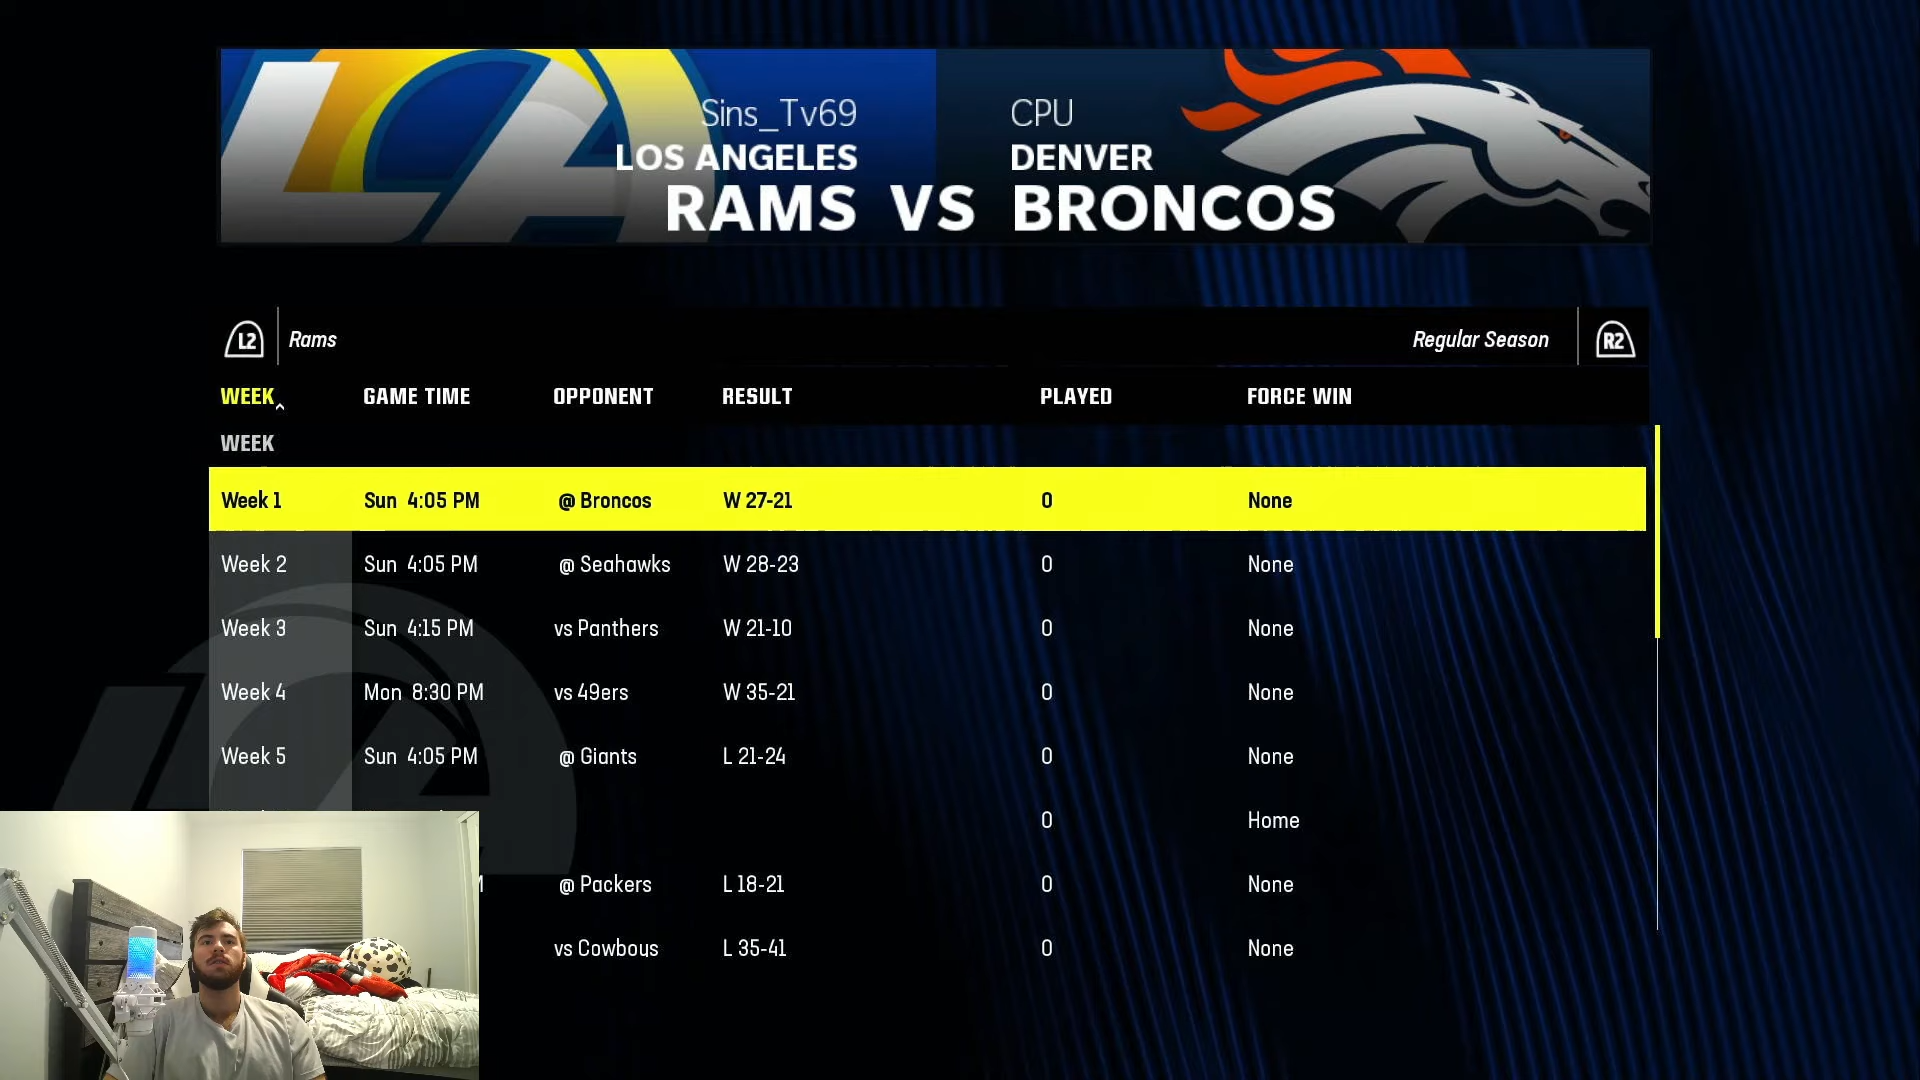 Sins_Tv69
LOS ANGELES
RAMS VS BRONCOS
CPU
DENVER
L2 Rams Regular Season R2
WEEK GAME TIME OPPONENT RESULT PLAYED FORCE WIN
WEEK
Week 1 Sun 4:05 PM @ Broncos W 27-21 0 None
Week 2 Sun 4:05 PM @ Seahawks W 28-23 0 None
Week 3 Sun 4:15 PM vs Panthers W 21-10 0 None
Week 4 Mon 8:30 PM vs 49ers W 35-21 0 None
Week 5 Sun 4:05 PM @ Giants L 21-24 0 None
0 Home
@ Packers L 18-21 0 None
vs Cowboys L 35-41 0 None